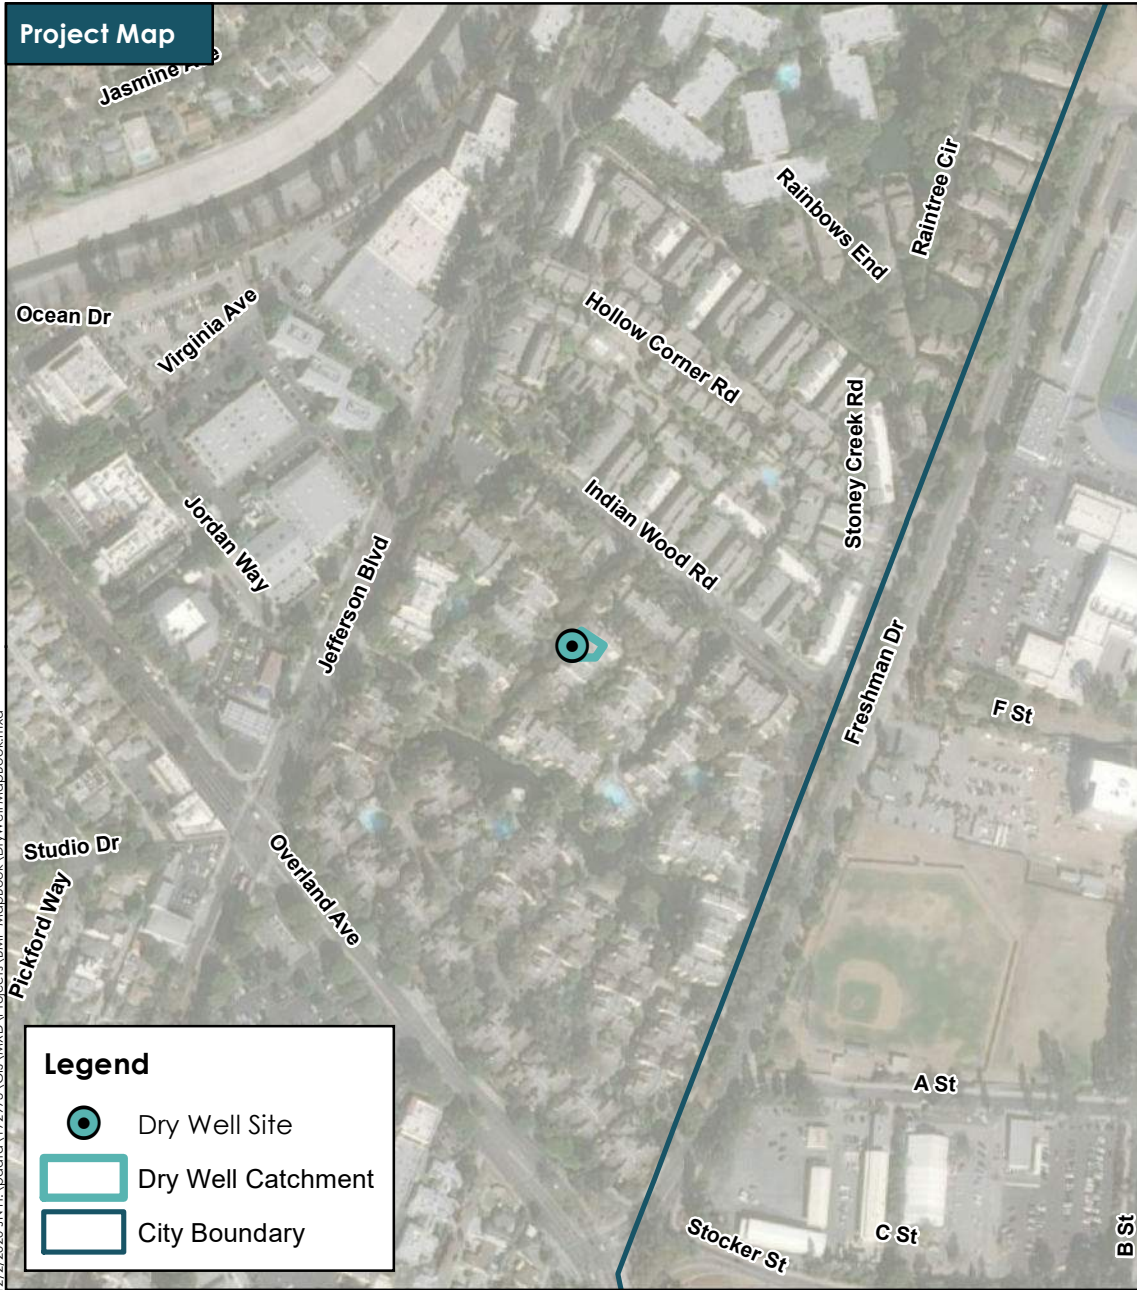 Project Map
Jasmine Ave
Raintree Cir
Rainbows End
Ocean Dr
Virginia Ave
Hollow Corner Rd
Stoney Creek Rd
Indian Wood Rd
Jordan Way
Jefferson Blvd
Freshman Dr
F St
Studio Dr
Overland Ave
Pickford Way
A St
Stocker St
C St
B St
Legend
Dry Well Site
Dry Well Catchment
City Boundary